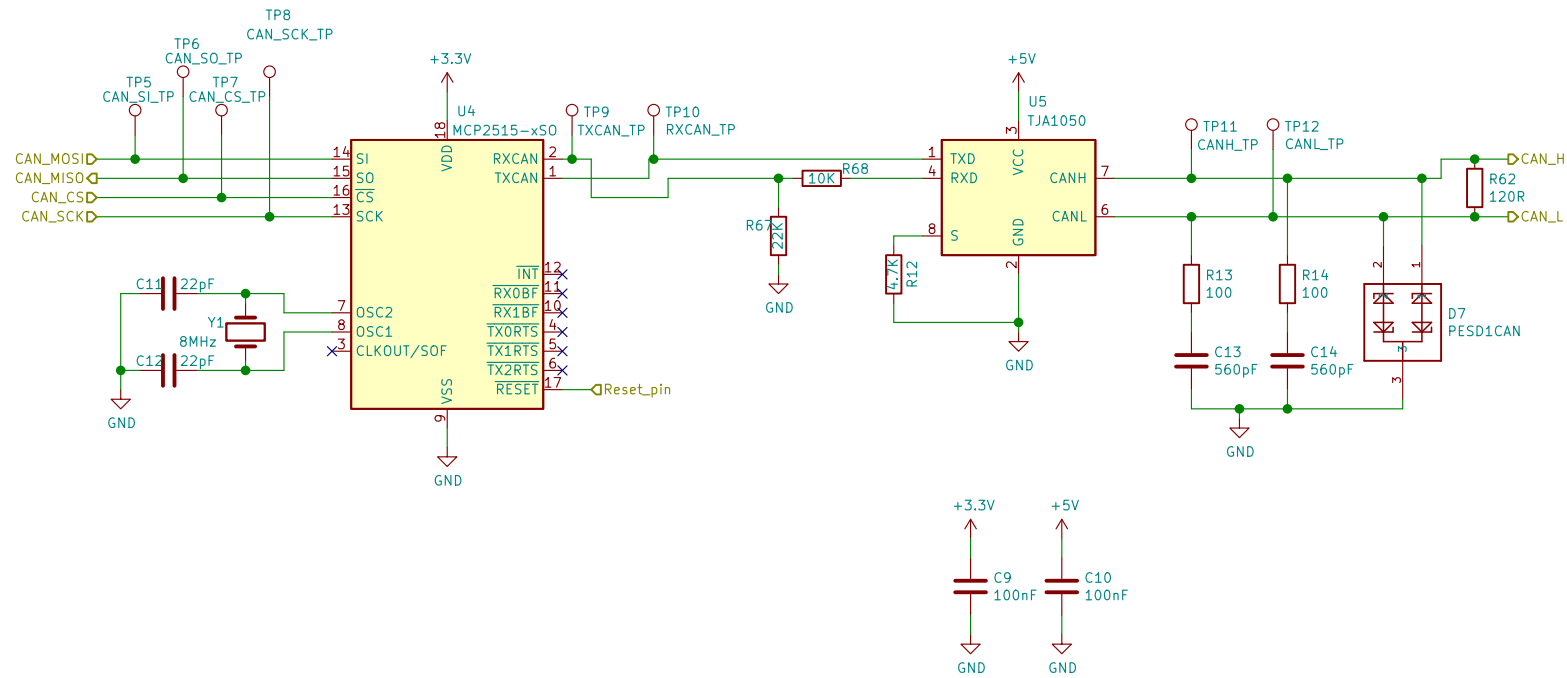 TP8
CAN_SCK_TP
TP6
CAN_SO_TP
TP5
CAN_SI_TP
TP7
CAN_CS_TP
+3.3V
U4
MCP2515-xSO
TP9
TXCAN_TP
TP10
RXCAN_TP
+5V
U5
TJA1050
TP11
CANH_TP
TP12
CANL_TP
CAN_MOSI
CAN_MISO
CAN_CS
CAN_SCK
14
15
16
13
SI
SO
CS
SCK
18
VDD
RXCAN
TXCAN
2
1
INT
RX0BF
RX1BF
TX0RTS
TX1RTS
TX2RTS
RESET
12
11
10
4
5
6
17
Reset_pin
7
8
3
OSC2
OSC1
CLKOUT/SOF
VSS
9
GND
C11
22pF
Y1
8MHz
C12
22pF
GND
R68
10K
R67
22K
GND
1
4
8
TXD
RXD
S
3
VCC
GND
2
CANH
CANL
7
6
4.7K
R12
GND
R13
100
R14
100
C13
560pF
C14
560pF
GND
2
1
3
3
D7
PESD1CAN
R62
120R
CAN_H
CAN_L
+3.3V
C9
100nF
GND
+5V
C10
100nF
GND